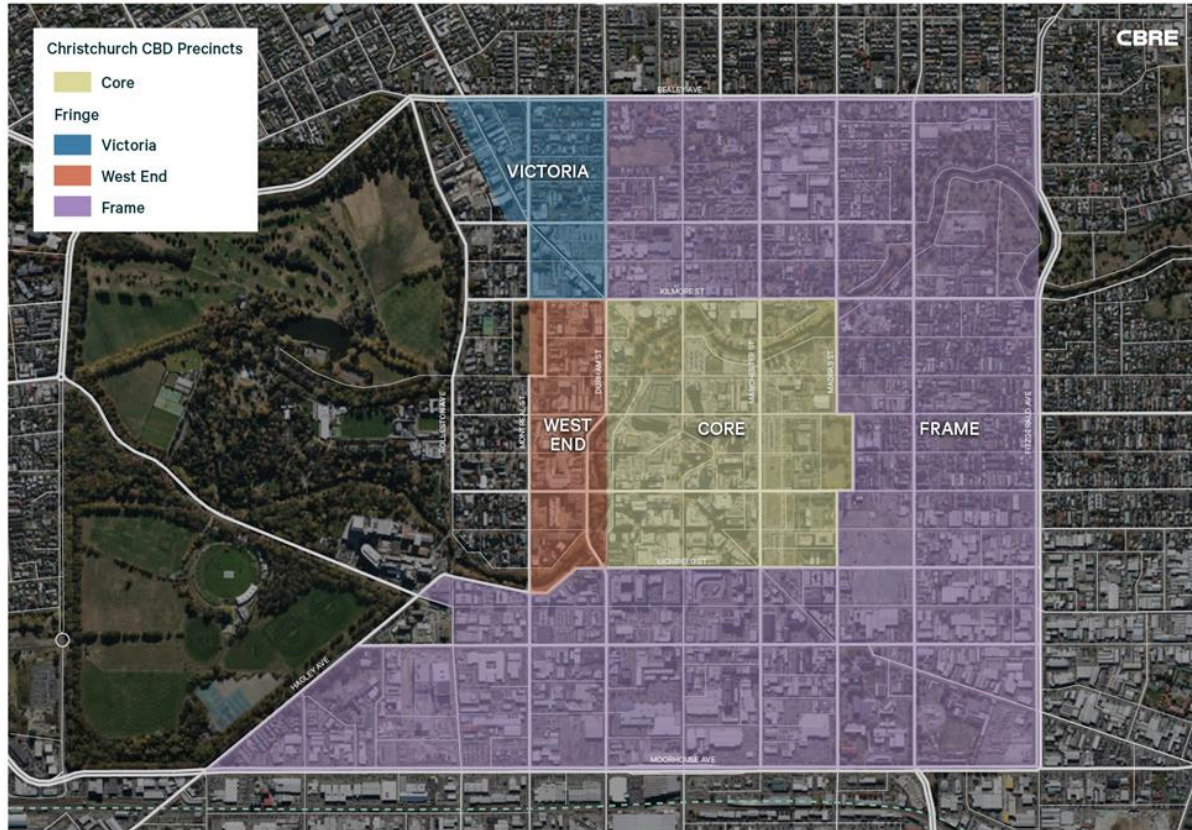 Christchurch CBD Precincts
Core
Fringe
Victoria
West End
Frame
CBRE
BEALEY AVE
VICTORIA
KILMORE ST
DURHAM ST
MANCHESTER ST
MADRAS ST
ROLLESTON AVE
MONTREAL ST
WEST
END
CORE
FRAME
FITZGERALD AVE
LICHFIELD ST
HAGLEY AVE
MOORHOUSE AVE